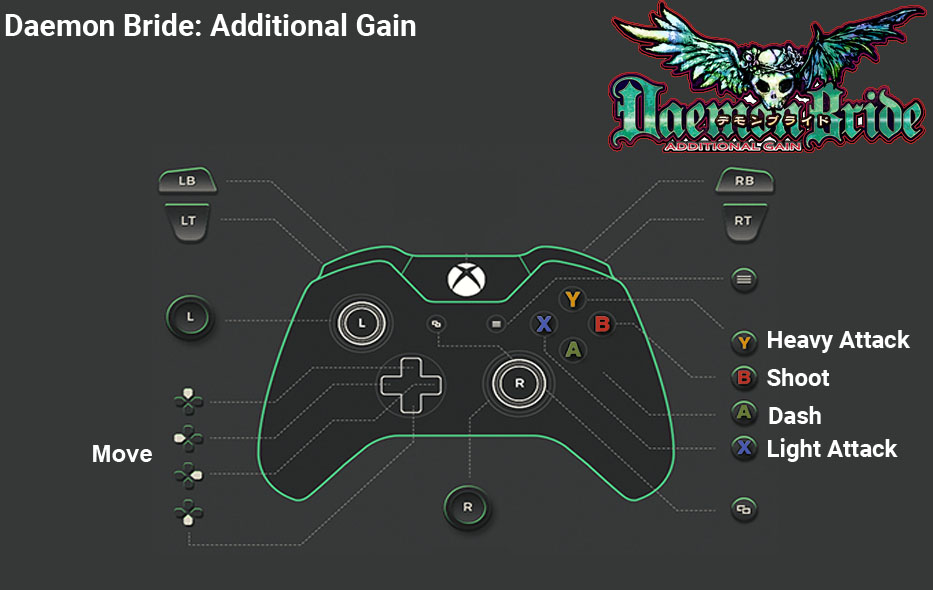 Daemon Bride: Additional Gain
Daemon Bride
デモンブライド
ADDITIONAL GAIN
LB
RB
LT
RT
L
L
Y
X
B
A
R
Y Heavy Attack
B Shoot
A Dash
X Light Attack
Move
R